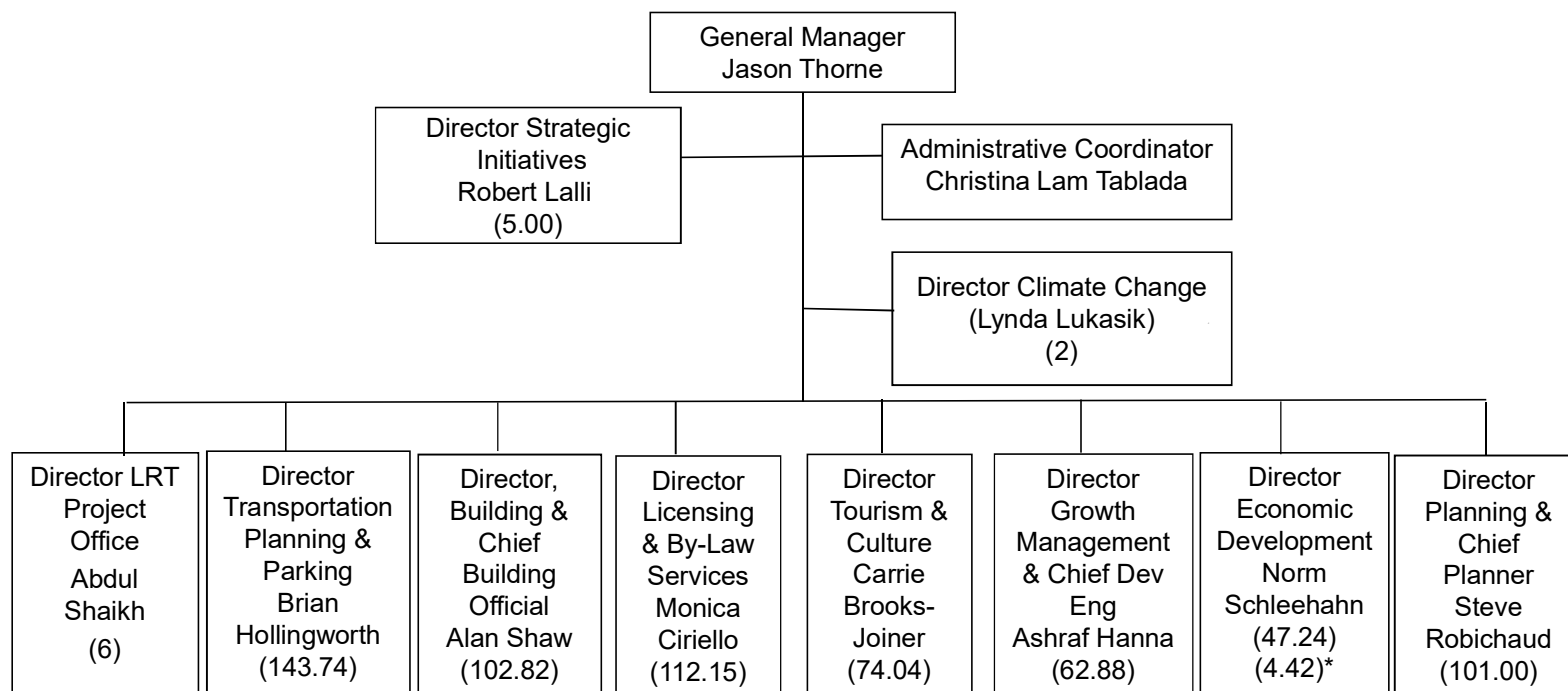 General Manager
Jason Thorne
Director Strategic
Initiatives
Robert Lalli
(5.00)
Administrative Coordinator
Christina Lam Tablada
Director Climate Change
(Lynda Lukasik)
(2)
Director LRT
Project
Office
Abdul
Shaikh
(6)
Director
Transportation
Planning &
Parking
Brian
Hollingworth
(143.74)
Director,
Building &
Chief
Building
Official
Alan Shaw
(102.82)
Director
Licensing
& By-Law
Services
Monica
Ciriello
(112.15)
Director
Tourism &
Culture
Carrie
Brooks-
Joiner
(74.04)
Director
Growth
Management
& Chief Dev
Eng
Ashraf Hanna
(62.88)
Director
Economic
Development
Norm
Schleehahn
(47.24)
(4.42)*
Director
Planning &
Chief
Planner
Steve
Robichaud
(101.00)